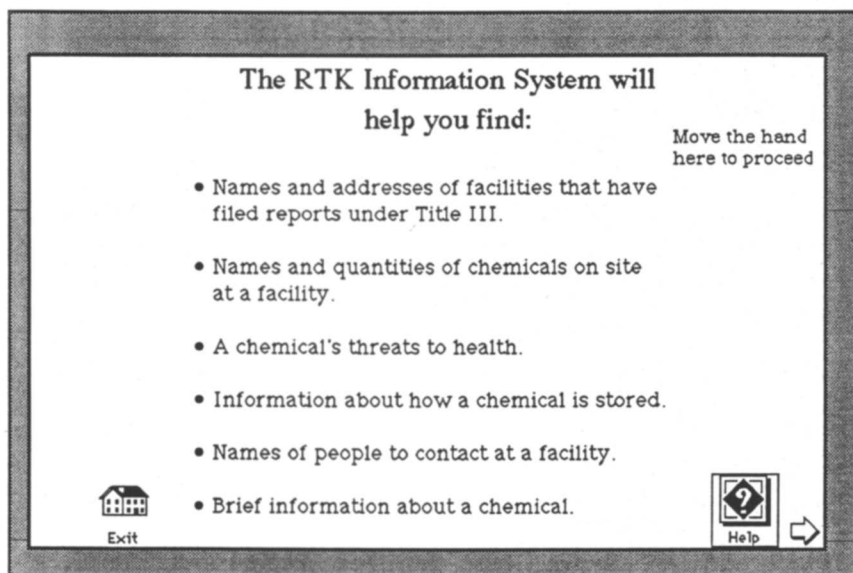 The RTK Information System will
help you find:
Move the hand
here to proceed
• Names and addresses of facilities that have
filed reports under Title III.
• Names and quantities of chemicals on site
at a facility.
• A chemical's threats to health.
• Information about how a chemical is stored.
• Names of people to contact at a facility.
• Brief information about a chemical.
Exit
?
Help